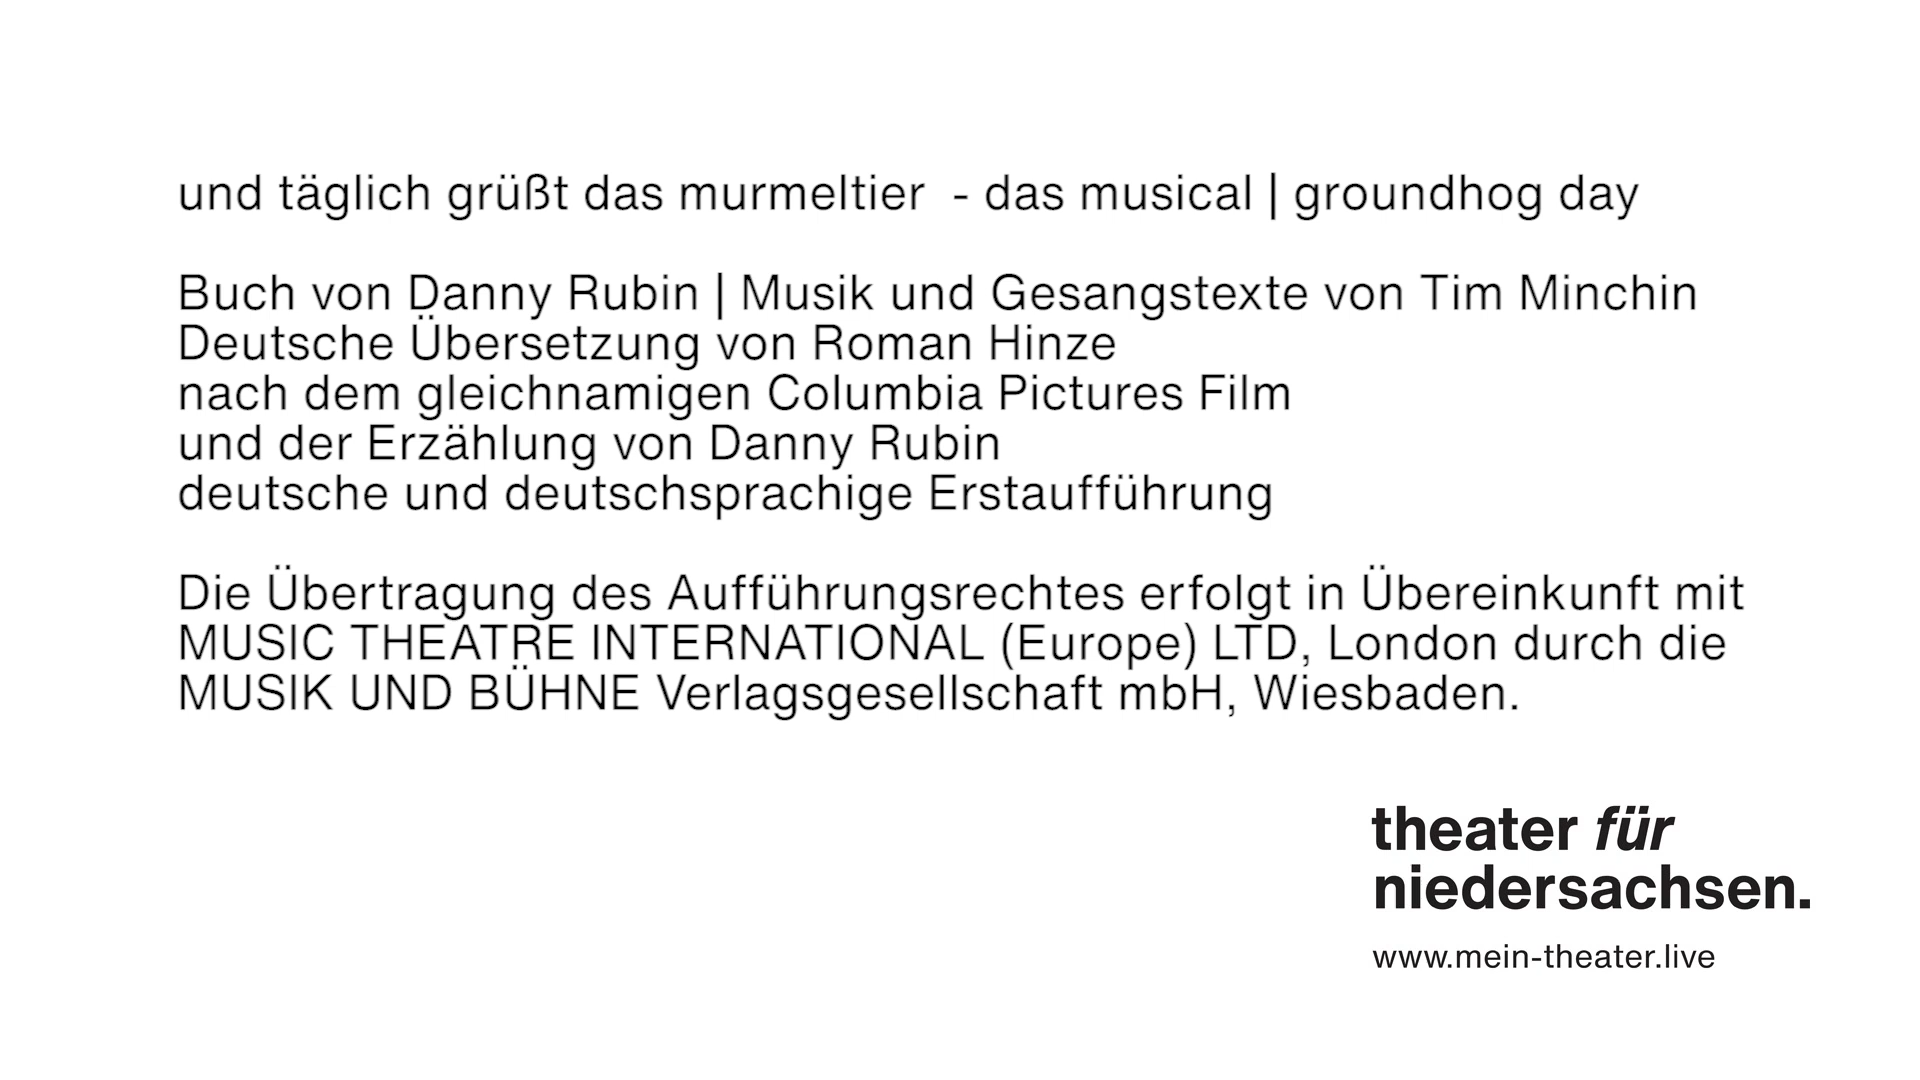 und täglich grüßt das murmeltier  - das musical | groundhog day
Buch von Danny Rubin | Musik und Gesangstexte von Tim Minchin
Deutsche Übersetzung von Roman Hinze
nach dem gleichnamigen Columbia Pictures Film
und der Erzählung von Danny Rubin
deutsche und deutschsprachige Erstaufführung
Die Übertragung des Aufführungsrechtes erfolgt in Übereinkunft mit
MUSIC THEATRE INTERNATIONAL (Europe) LTD, London durch die
MUSIK UND BÜHNE Verlagsgesellschaft mbH, Wiesbaden.
theater für
niedersachsen.
www.mein-theater.live